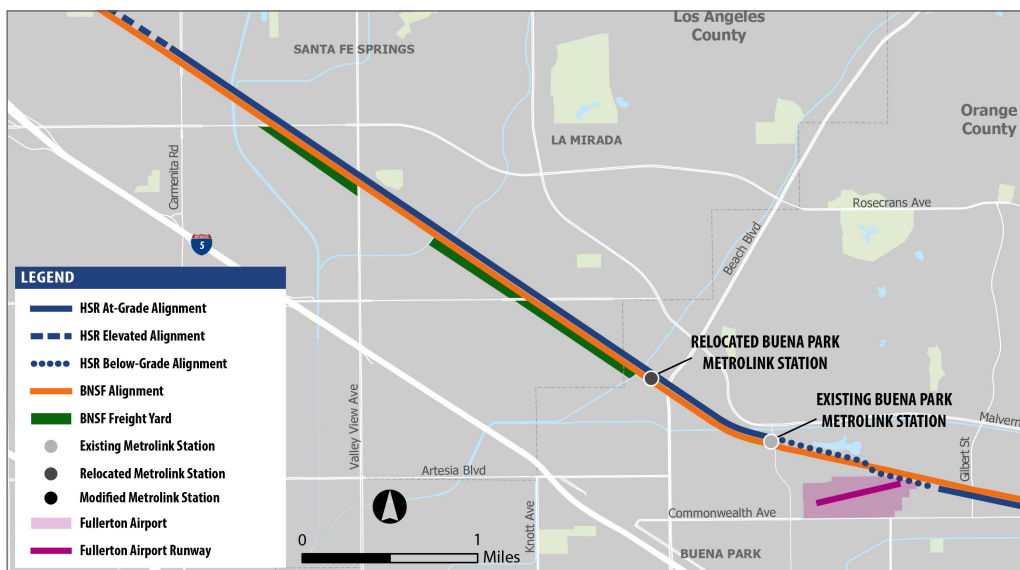 Los Angeles
County
SANTA FE SPRINGS
Orange
County
LA MIRADA
Carmenita Rd
Rosecrans Ave
Beach Blvd
INTERSTATE
5
LEGEND
HSR At-Grade Alignment
HSR Elevated Alignment
HSR Below-Grade Alignment
BNSF Alignment
BNSF Freight Yard
Existing Metrolink Station
Relocated Metrolink Station
Modified Metrolink Station
Fullerton Airport
Fullerton Airport Runway
RELOCATED BUENA PARK
METROLINK STATION
EXISTING BUENA PARK
METROLINK STATION
Valley View Ave
Malvern
Gilbert St
Artesia Blvd
Knott Ave
Commonwealth Ave
0
1
Miles
BUENA PARK